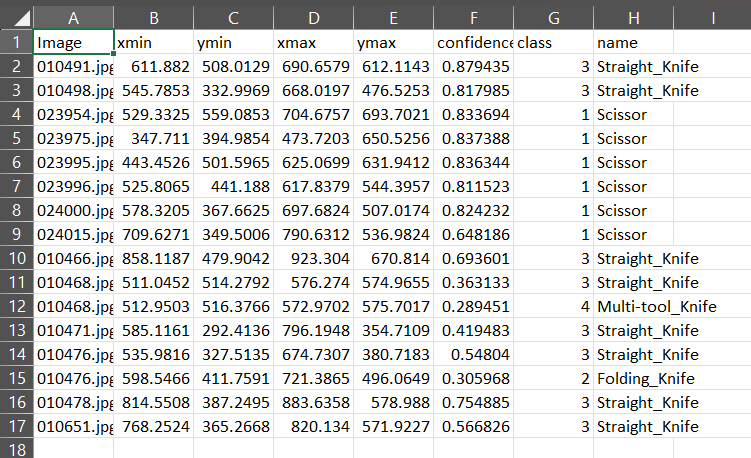 A B C D E F G H I
1 Image xmin ymin xmax ymax confidence class name
2 010491.jpg 611.882 508.0129 690.6579 612.1143 0.879435 3 Straight_Knife
3 010498.jpg 545.7853 332.9969 668.0197 476.5253 0.817985 3 Straight_Knife
4 023954.jpg 529.3325 559.0853 704.6757 693.7021 0.833694 1 Scissor
5 023975.jpg 347.711 394.9854 473.7203 650.5256 0.837388 1 Scissor
6 023995.jpg 443.4526 501.5965 625.0699 631.9412 0.836344 1 Scissor
7 023996.jpg 525.8065 441.188 617.8379 544.3957 0.811523 1 Scissor
8 024000.jpg 578.3205 367.6625 697.6824 507.0174 0.824232 1 Scissor
9 024015.jpg 709.6271 349.5006 790.6312 536.9824 0.648186 1 Scissor
10 010466.jpg 858.1187 479.9042 923.304 670.814 0.693601 3 Straight_Knife
11 010468.jpg 511.0452 514.2792 576.274 574.9655 0.363133 3 Straight_Knife
12 010468.jpg 512.9503 516.3766 572.9702 575.7017 0.289451 4 Multi-tool_Knife
13 010471.jpg 585.1161 292.4136 796.1948 354.7109 0.419483 3 Straight_Knife
14 010476.jpg 535.9816 327.5135 674.7307 380.7183 0.54804 3 Straight_Knife
15 010476.jpg 598.5466 411.7591 721.3865 496.0649 0.305968 2 Folding_Knife
16 010478.jpg 814.5508 387.2495 883.6358 578.988 0.754885 3 Straight_Knife
17 010651.jpg 768.2524 365.2668 820.134 571.9227 0.566826 3 Straight_Knife
18